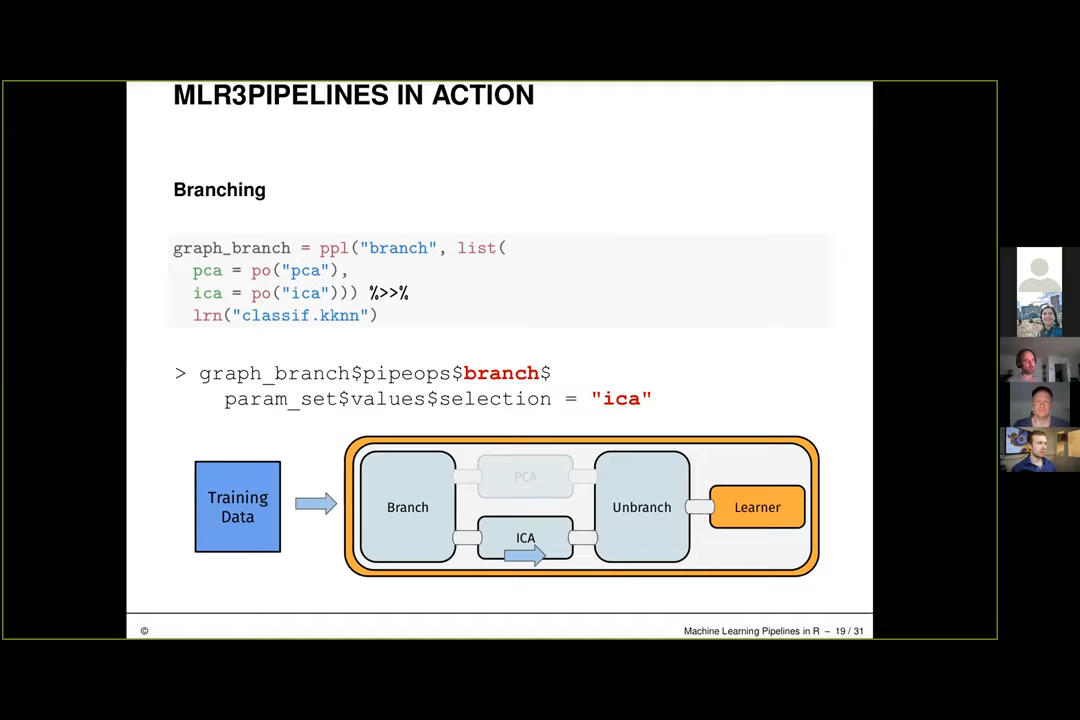 MLR3PIPELINES IN ACTION
Branching
graph_branch = ppl("branch", list(
pca = po("pca"),
ica = po("ica"))) %>>%
lrn("classif.kknn")
> graph_branch$pipeops$branch$
param_set$values$selection = "ica"
Training
Data
Branch
PCA
ICA
Unbranch
Learner
©
Machine Learning Pipelines in R – 19 / 31